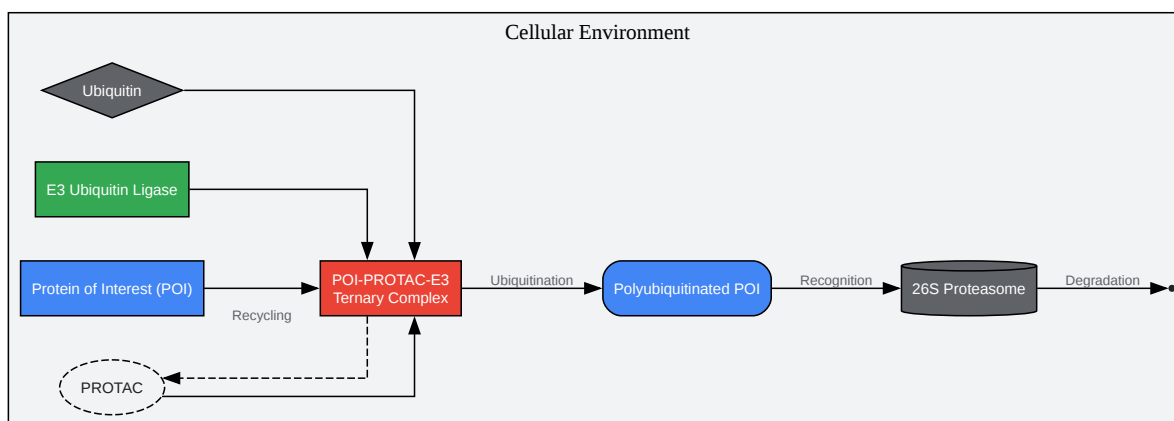 Cellular Environment
Ubiquitin
E3 Ubiquitin Ligase
Protein of Interest (POI)
Recycling
POI-PROTAC-E3
Ternary Complex
Ubiquitination
Polyubiquitinated POI
Recognition
26S Proteasome
Degradation
PROTAC